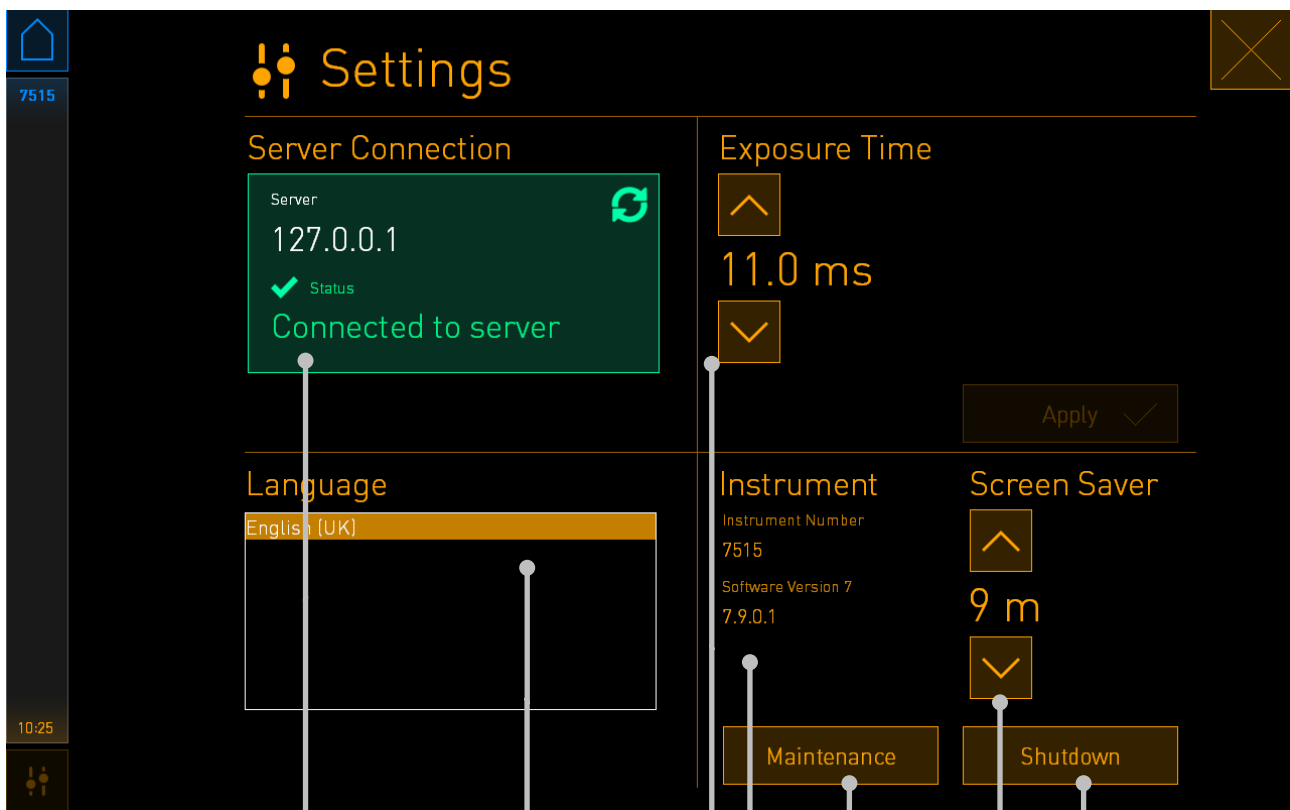 Settings
7515
Server Connection
Server
127.0.0.1
Status
Connected to server
Exposure Time
11.0 ms
Apply
Language
English (UK)
Instrument
Instrument Number
7515
Software Version 7
7.9.0.1
Screen Saver
9 m
10:25
Maintenance
Shutdown